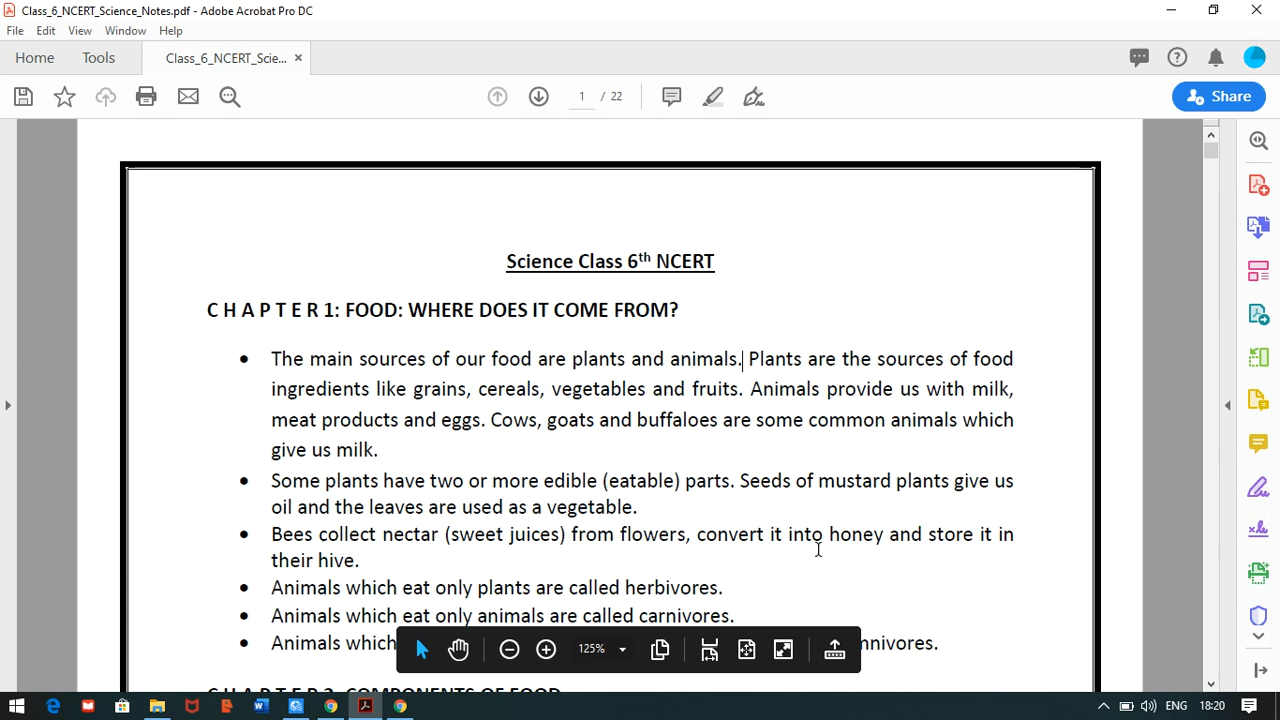 Class_6_NCERT_Science_Notes.pdf - Adobe Acrobat Pro DC
File Edit View Window Help
Home Tools Class_6_NCERT_Scie... ×
1 / 22
Share
Science Class 6th NCERT
C H A P T E R 1: FOOD: WHERE DOES IT COME FROM?
• The main sources of our food are plants and animals. Plants are the sources of food
ingredients like grains, cereals, vegetables and fruits. Animals provide us with milk,
meat products and eggs. Cows, goats and buffaloes are some common animals which
give us milk.
• Some plants have two or more edible (eatable) parts. Seeds of mustard plants give us
oil and the leaves are used as a vegetable.
• Bees collect nectar (sweet juices) from flowers, convert it into honey and store it in
their hive.
• Animals which eat only plants are called herbivores.
• Animals which eat only animals are called carnivores.
• Animals which
125%
ENG 18:20